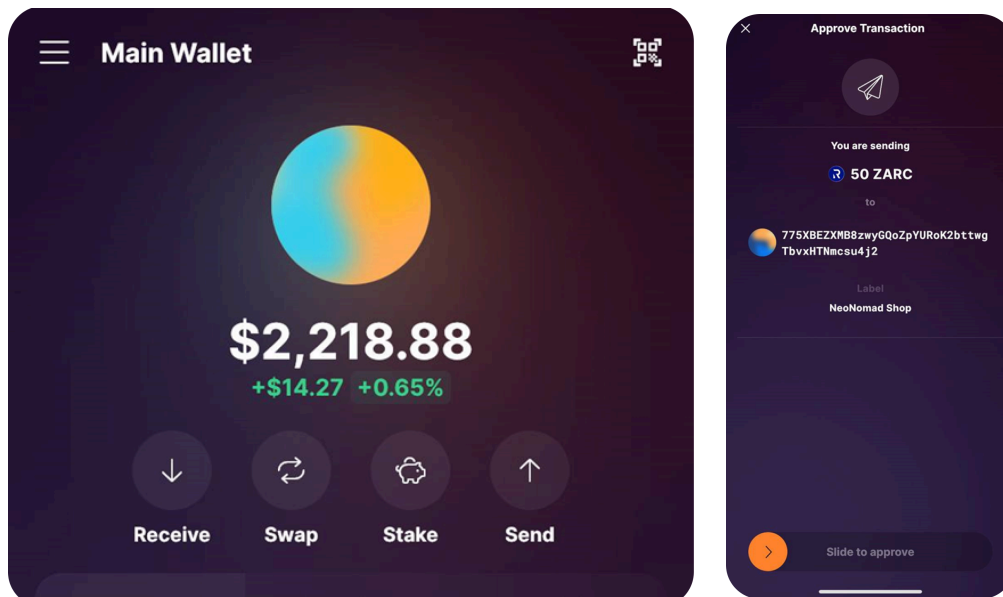 Main Wallet
$2,218.88
+$14.27 +0.65%
Receive Swap Stake Send
Approve Transaction
You are sending
50 ZARC
to
775XBEZXMB8zwyGQoZpYURoK2bttwg
TbvxHTNmcsu4j2
Label
NeoNomad Shop
Slide to approve